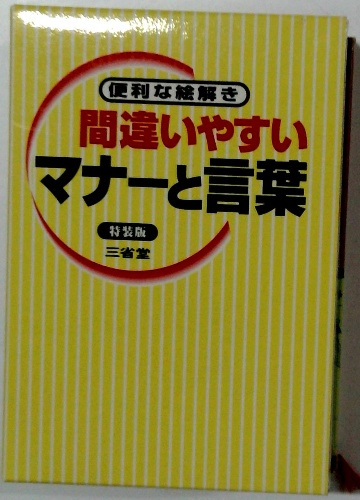 便利な絵解き
間違いやすい
マナーと言葉
特装版
三省堂